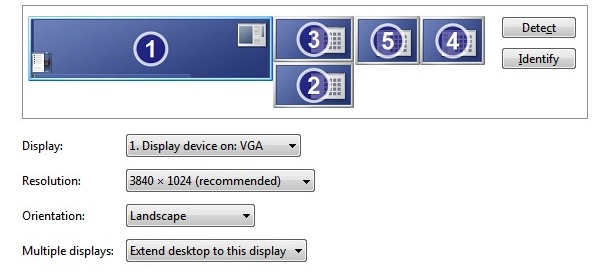 1
3
5
4
2
Detect
Identify
Display:
1. Display device on: VGA
Resolution:
3840 × 1024 (recommended)
Orientation:
Landscape
Multiple displays:
Extend desktop to this display